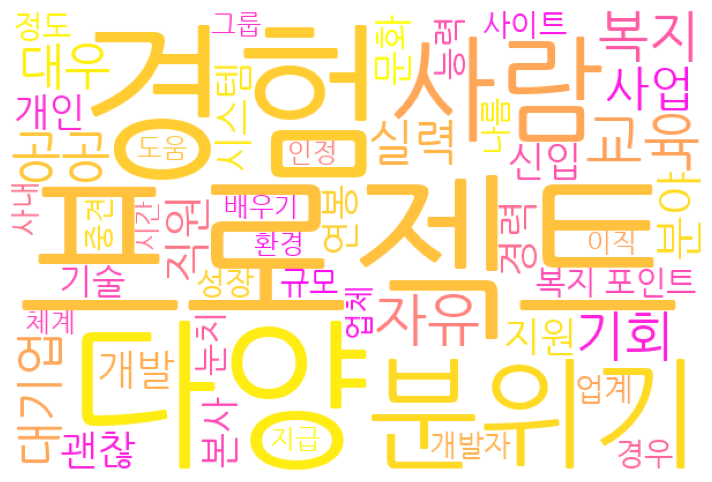 정도
그룹
사이트
복지
대우
경험
문화
능력
사람
개인
시스템
나름
사업
공공
도움
인정
실력
신입
교육
사내
중견
시간
직원
배우기
연봉
프로젝트
경력
이직
분야
환경
기술
성장
규모
업체
자유
복지 포인트
체계
눈치
지원
기회
대기업
개발
다양
분위기
업계
괜찮
본사
지급
개발자
경우